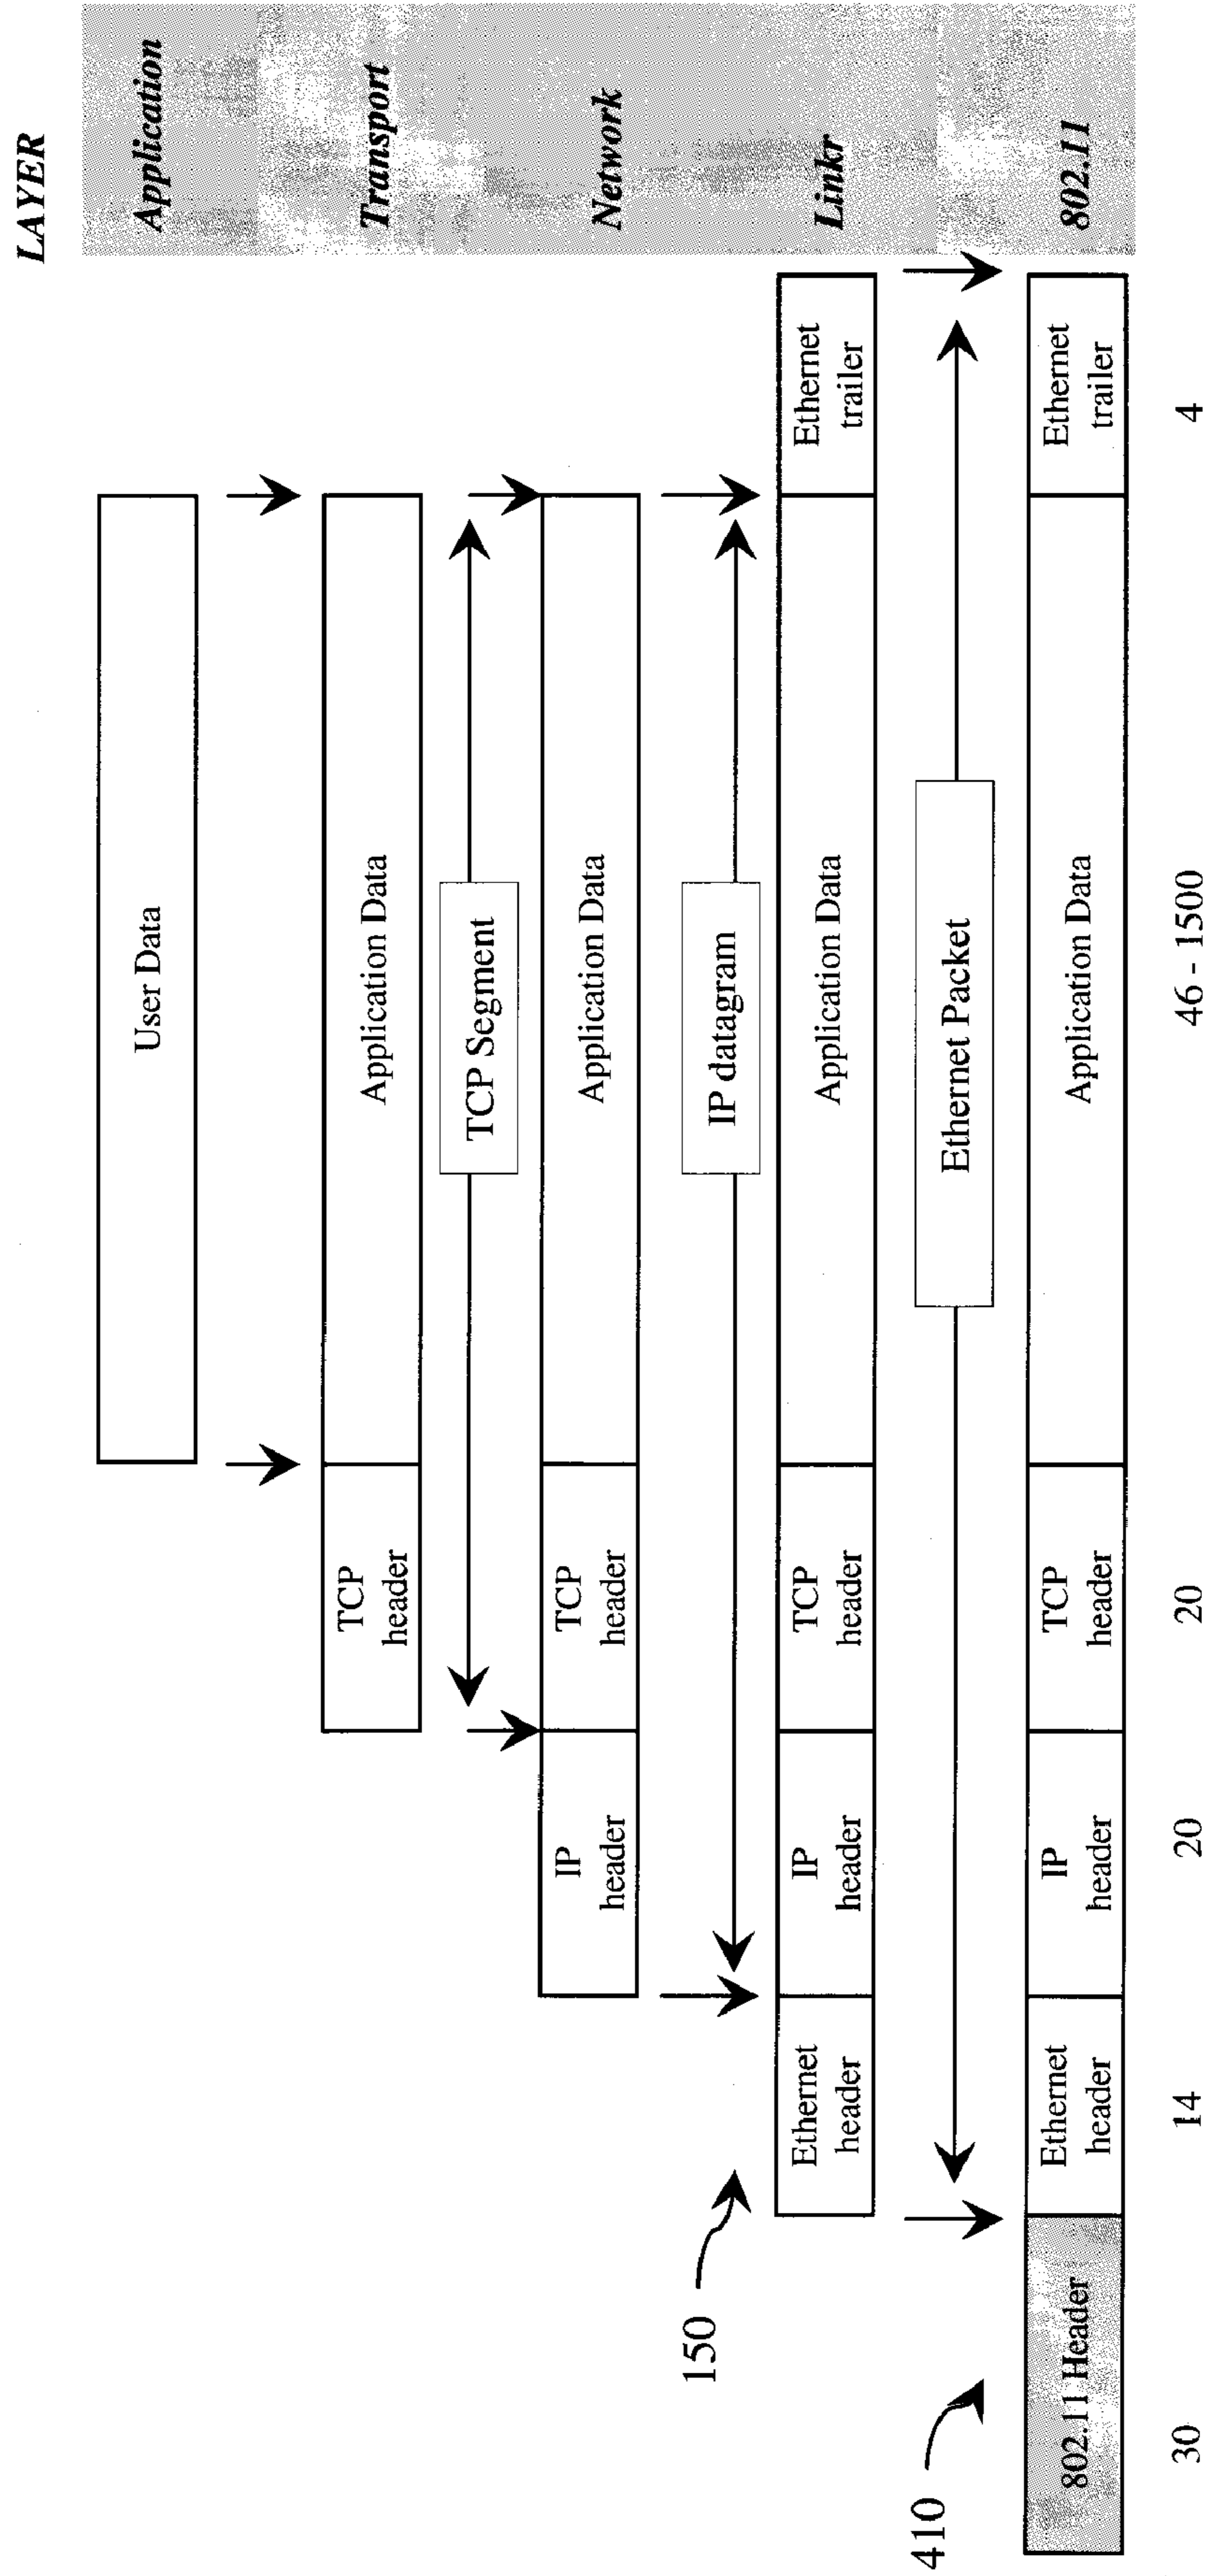 LAYER
User Data
Application
TCP
header
Application Data
Transport
TCP Segment
IP
header
TCP
header
Application Data
Network
IP datagram
150
Ethernet
header
IP
header
TCP
header
Application Data
Ethernet
trailer
Linkr
Ethernet Packet
410
802.11 Header
Ethernet
header
IP
header
TCP
header
Application Data
Ethernet
trailer
802.11
30
14
20
20
46 - 1500
4